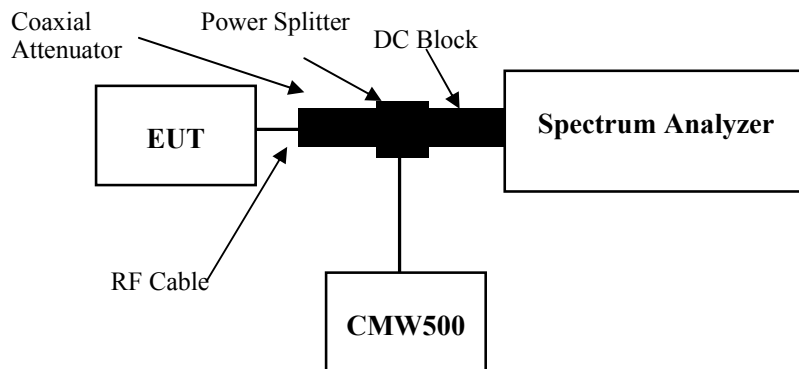 Coaxial
Attenuator
Power Splitter
DC Block
EUT
Spectrum Analyzer
RF Cable
CMW500